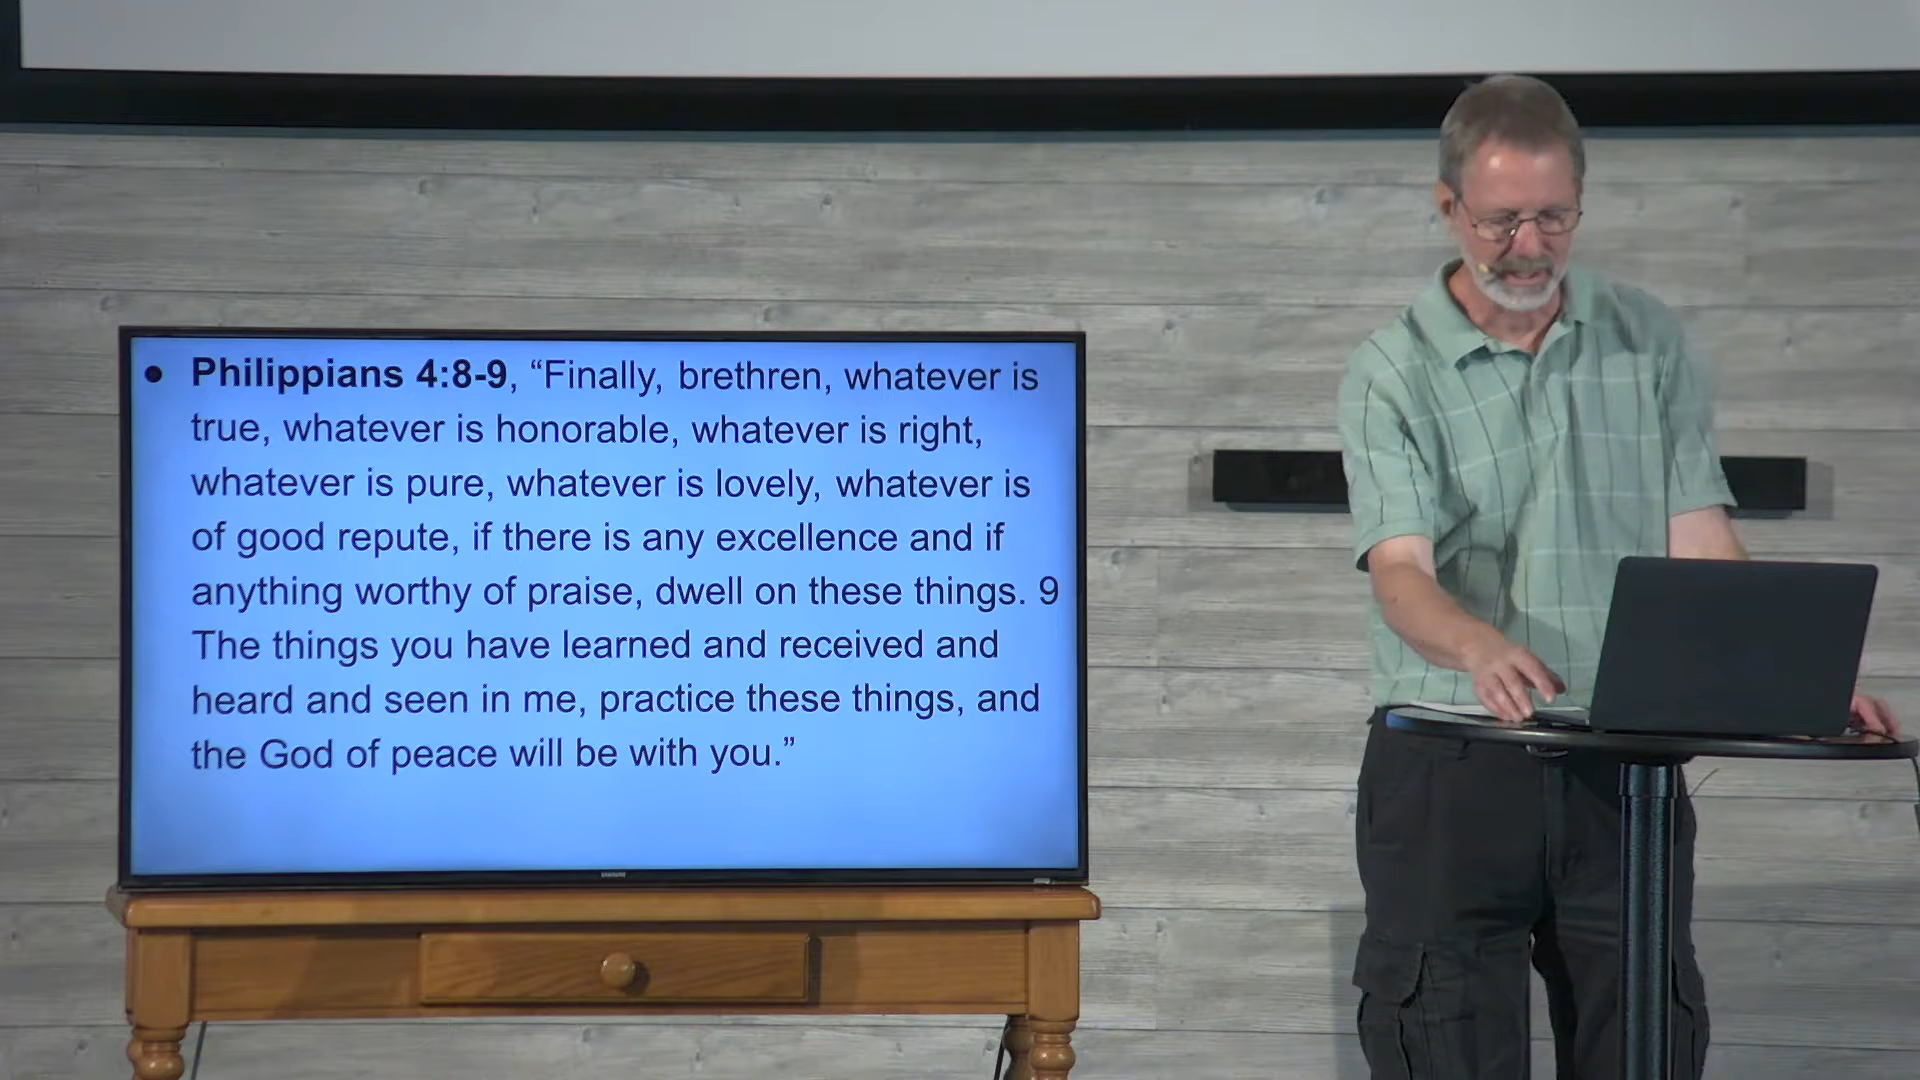 • Philippians 4:8-9, “Finally, brethren, whatever is
true, whatever is honorable, whatever is right,
whatever is pure, whatever is lovely, whatever is
of good repute, if there is any excellence and if
anything worthy of praise, dwell on these things. 9
The things you have learned and received and
heard and seen in me, practice these things, and
the God of peace will be with you.”
SAMSUNG